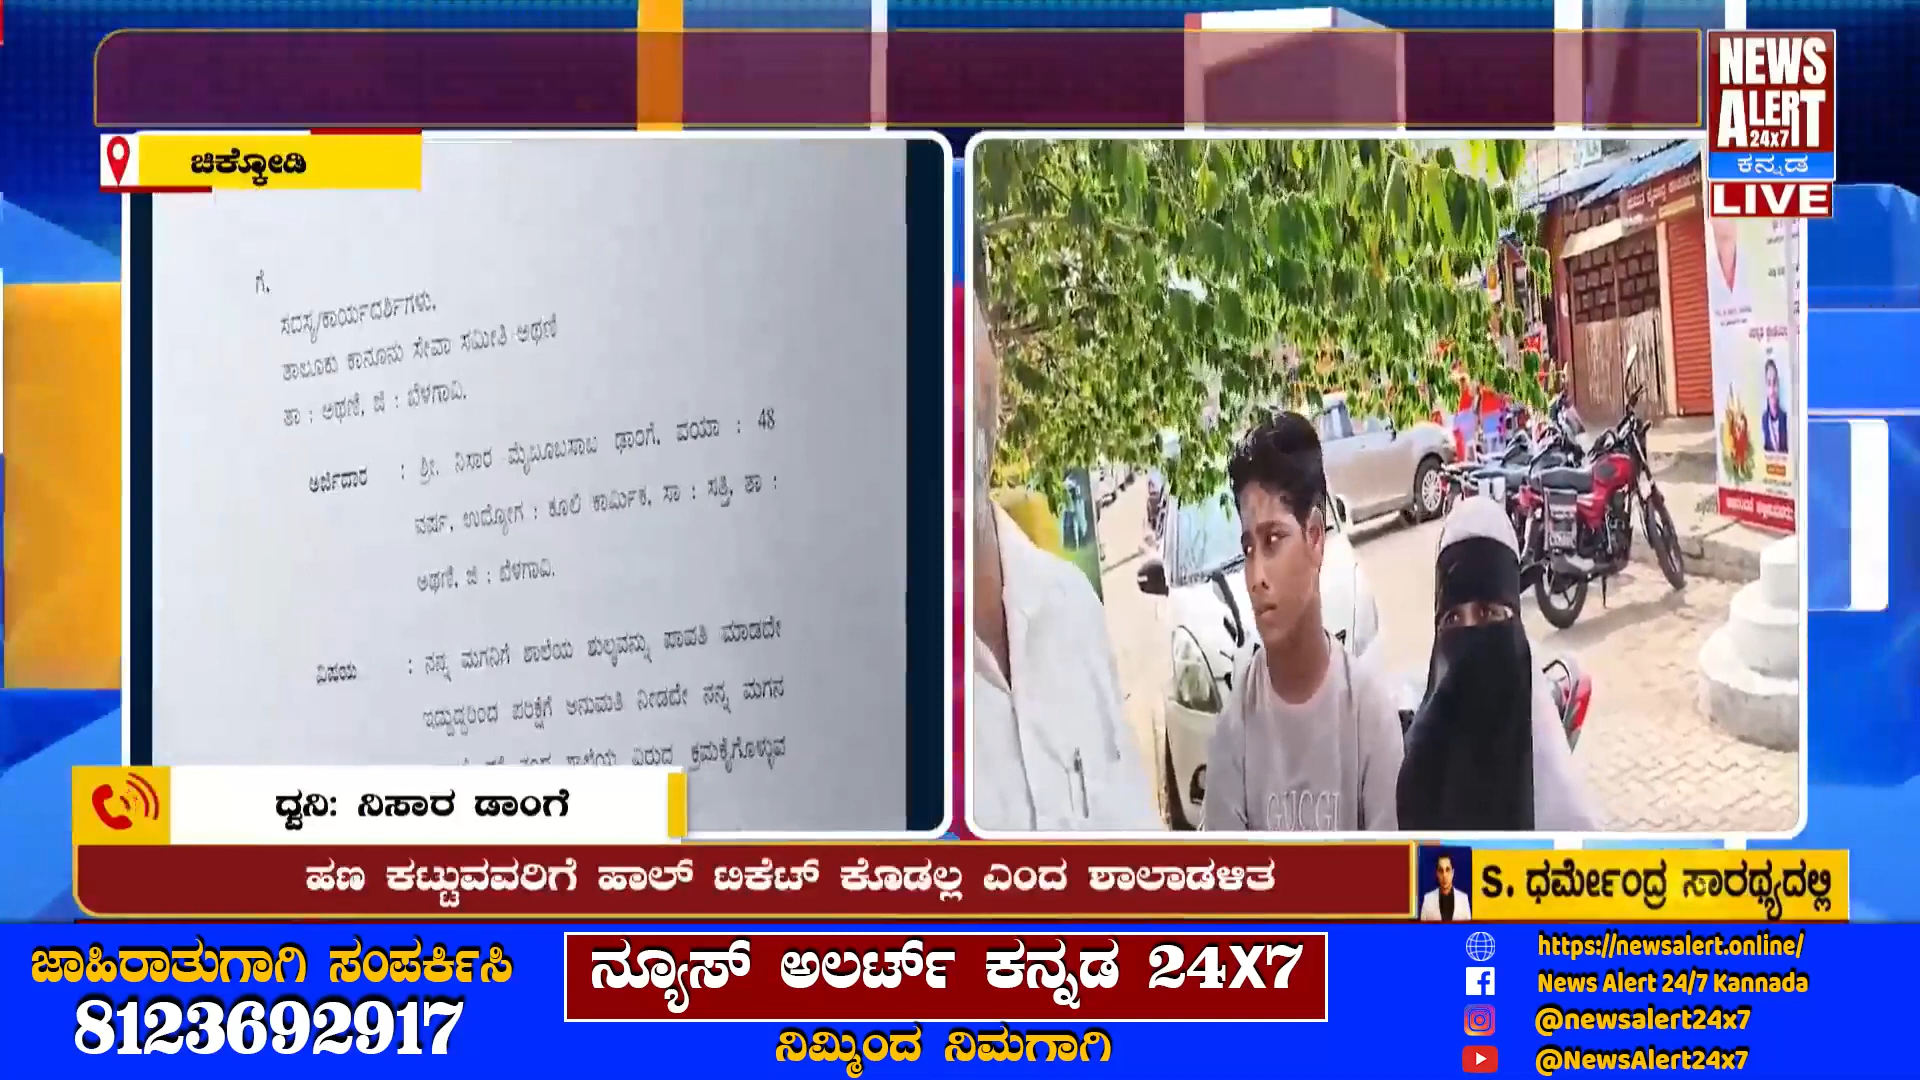 NEWS
ALERT
24x7
ಕನ್ನಡ
LIVE
ಚಿಕ್ಕೋಡಿ
ಗೆ,
ಸದಸ್ಯ/ಕಾರ್ಯದರ್ಶಿಗಳು,
ತಾಲೂಕು ಕಾನೂನು ಸೇವಾ ಸಮೀತಿ ಅಥಣಿ
ತಾ : ಅಥಣಿ, ಜಿ : ಬೆಳಗಾವಿ.
ಅರ್ಜಿದಾರ : ಶ್ರೀ. ನಿಸಾರ ಮೈಬೂಬಸಾಬ ಢಾಂಗೆ, ವಯಾ : 48
ವರ್ಷ, ಉದ್ಯೋಗ : ಕೂಲಿ ಕಾರ್ಮಿಕ, ಸಾ : ಸತ್ತಿ, ತಾ :
ಅಥಣಿ, ಜಿ : ಬೆಳಗಾವಿ.
ವಿಷಯ : ನನ್ನ ಮಗನಿಗೆ ಶಾಲೆಯ ಶುಲ್ಕವನ್ನು ಪಾವತಿ ಮಾಡದೇ
ಇದ್ದುದ್ದರಿಂದ ಪರಿಕ್ಷೆಗೆ ಅನುಮತಿ ನೀಡದೇ ನನ್ನ ಮಗನ
ಶಾಲೆಯ ವಿರುದ್ಧ ಕ್ರಮಕೈಗೊಳ್ಳುವ
GUCCI
ಧ್ವನಿ: ನಿಸಾರ ಡಾಂಗೆ
ಹಣ ಕಟ್ಟುವವರಿಗೆ ಹಾಲ್ ಟಿಕೆಟ್ ಕೊಡಲ್ಲ ಎಂದ ಶಾಲಾಡಳಿತ
S. ಧರ್ಮೇಂದ್ರ ಸಾರಥ್ಯದಲ್ಲಿ
ಜಾಹಿರಾತುಗಾಗಿ ಸಂಪರ್ಕಿಸಿ
8123692917
ನ್ಯೂಸ್ ಅಲರ್ಟ್ ಕನ್ನಡ 24X7
ನಿಮ್ಮಿಂದ ನಿಮಗಾಗಿ
https://newsalert.online/
News Alert 24/7 Kannada
@newsalert24x7
@NewsAlert24x7